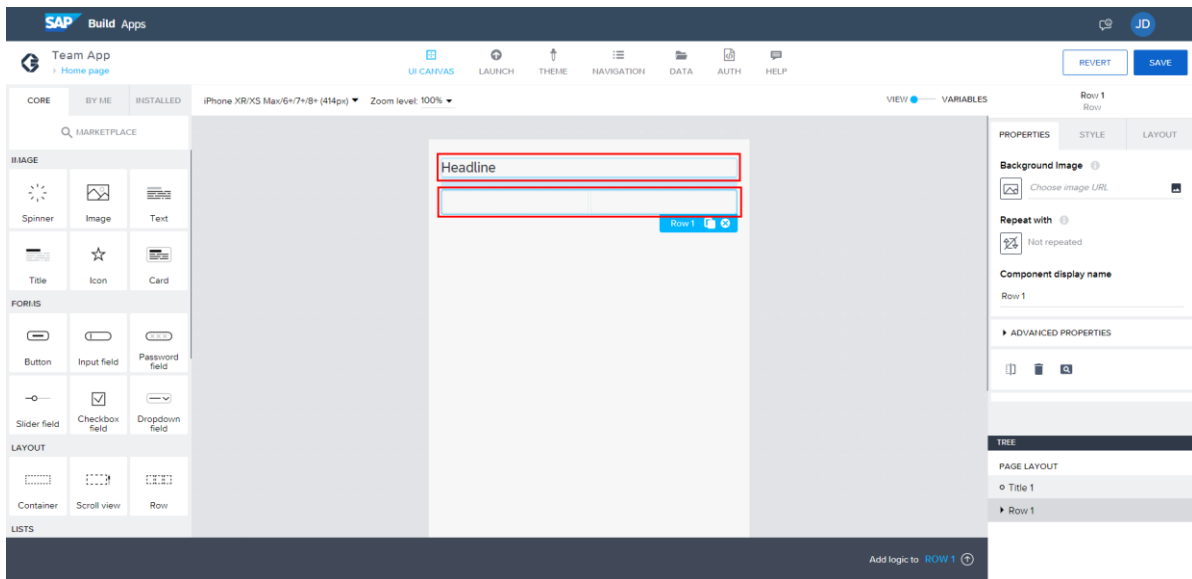 SAP Build Apps
JD
Team App
Home page
UI CANVAS LAUNCH THEME NAVIGATION DATA AUTH HELP
REVERT SAVE
CORE BY ME INSTALLED
iPhone XR/XS Max/6+/7+/8+ (414px) Zoom level: 100%
VIEW VARIABLES
Row 1
Row
MARKETPLACE
PROPERTIES STYLE LAYOUT
IMAGE
Spinner Image Text
Title Icon Card
FORMS
Button Input field Password field
Slider field Checkbox field Dropdown field
LAYOUT
Container Scroll view Row
LISTS
Headline
Row 1
Background Image
Choose image URL
Repeat with
Not repeated
Component display name
Row 1
ADVANCED PROPERTIES
TREE
PAGE LAYOUT
Title 1
Row 1
Add logic to ROW 1